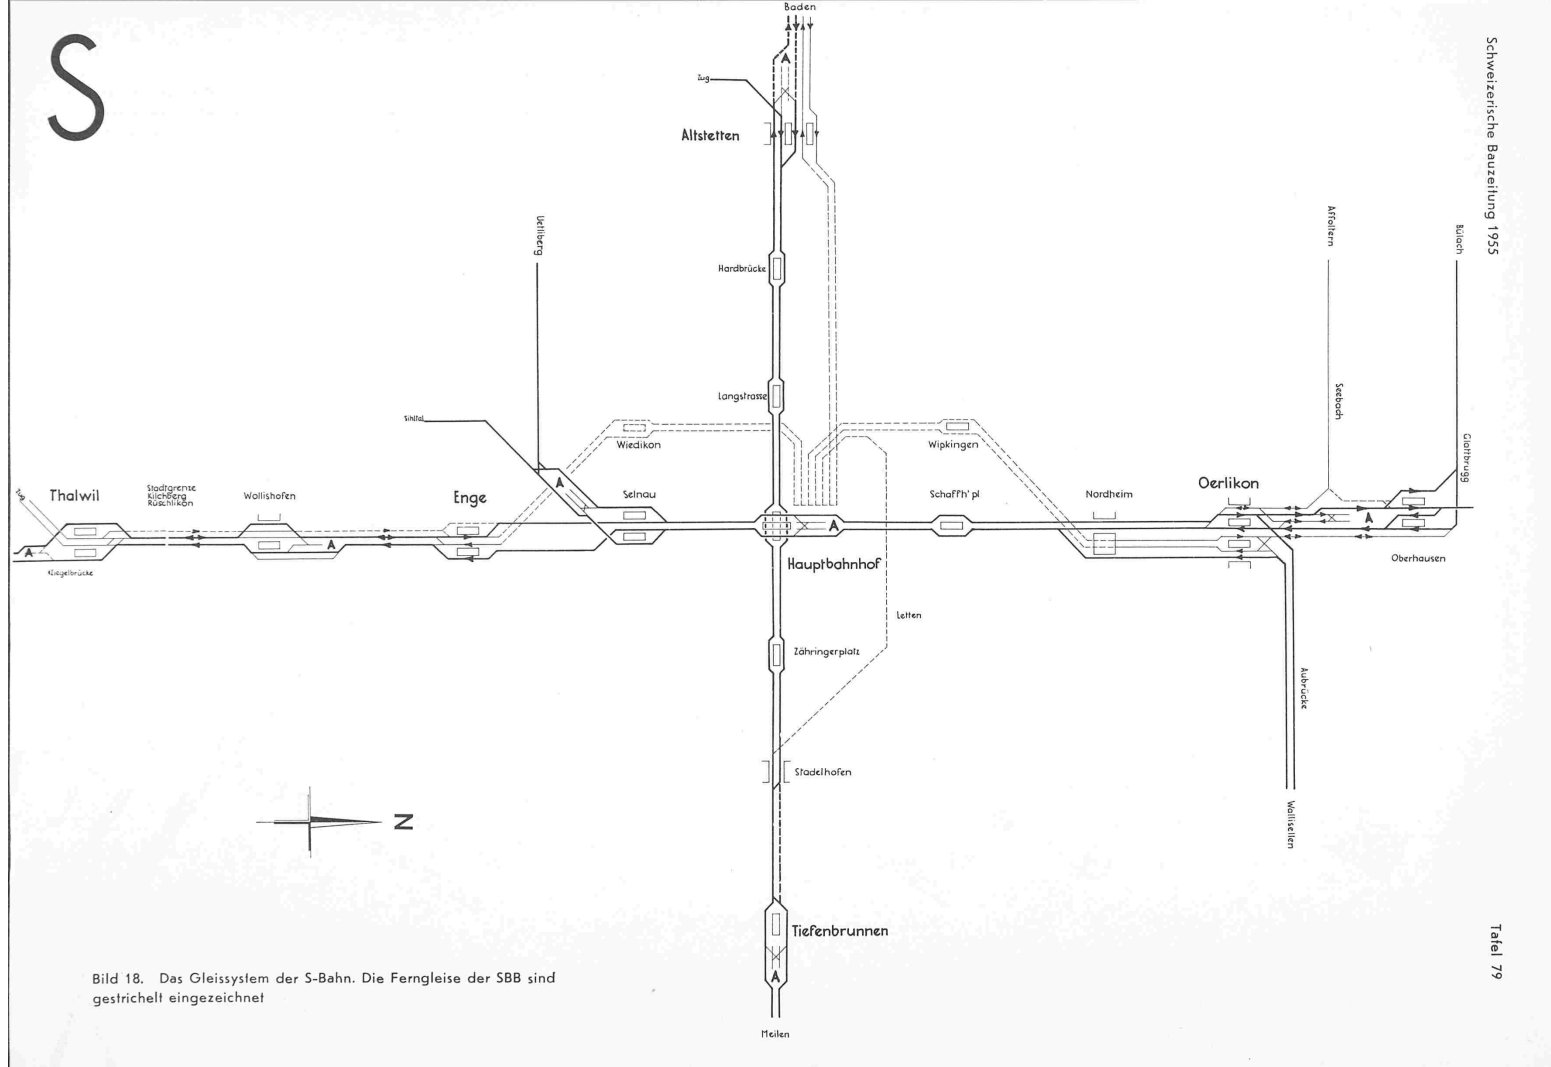 S
Baden
Zug
Altstetten
Schweizerische Bauzeitung 1955
Uetliberg
Affoltern
Bülach
Hardbrücke
Seebach
Langstrasse
Sihltal
Wiedikon
Wipkingen
Glattbrugg
Zug
Thalwil
Stadtgrenze
Kilchberg
Rüschlikon
Wollishofen
Enge
A
Selnau
Schaffh' pl
Nordheim
Oerlikon
A
A
A
A
Ziegelbrücke
Hauptbahnhof
Oberhausen
Letten
Zähringerplatz
Aubrücke
Stadelhofen
N
Wallisellen
Tiefenbrunnen
A
Meilen
A
Tafel 79
Bild 18. Das Gleissystem der S-Bahn. Die Ferngleise der SBB sind
gestrichelt eingezeichnet